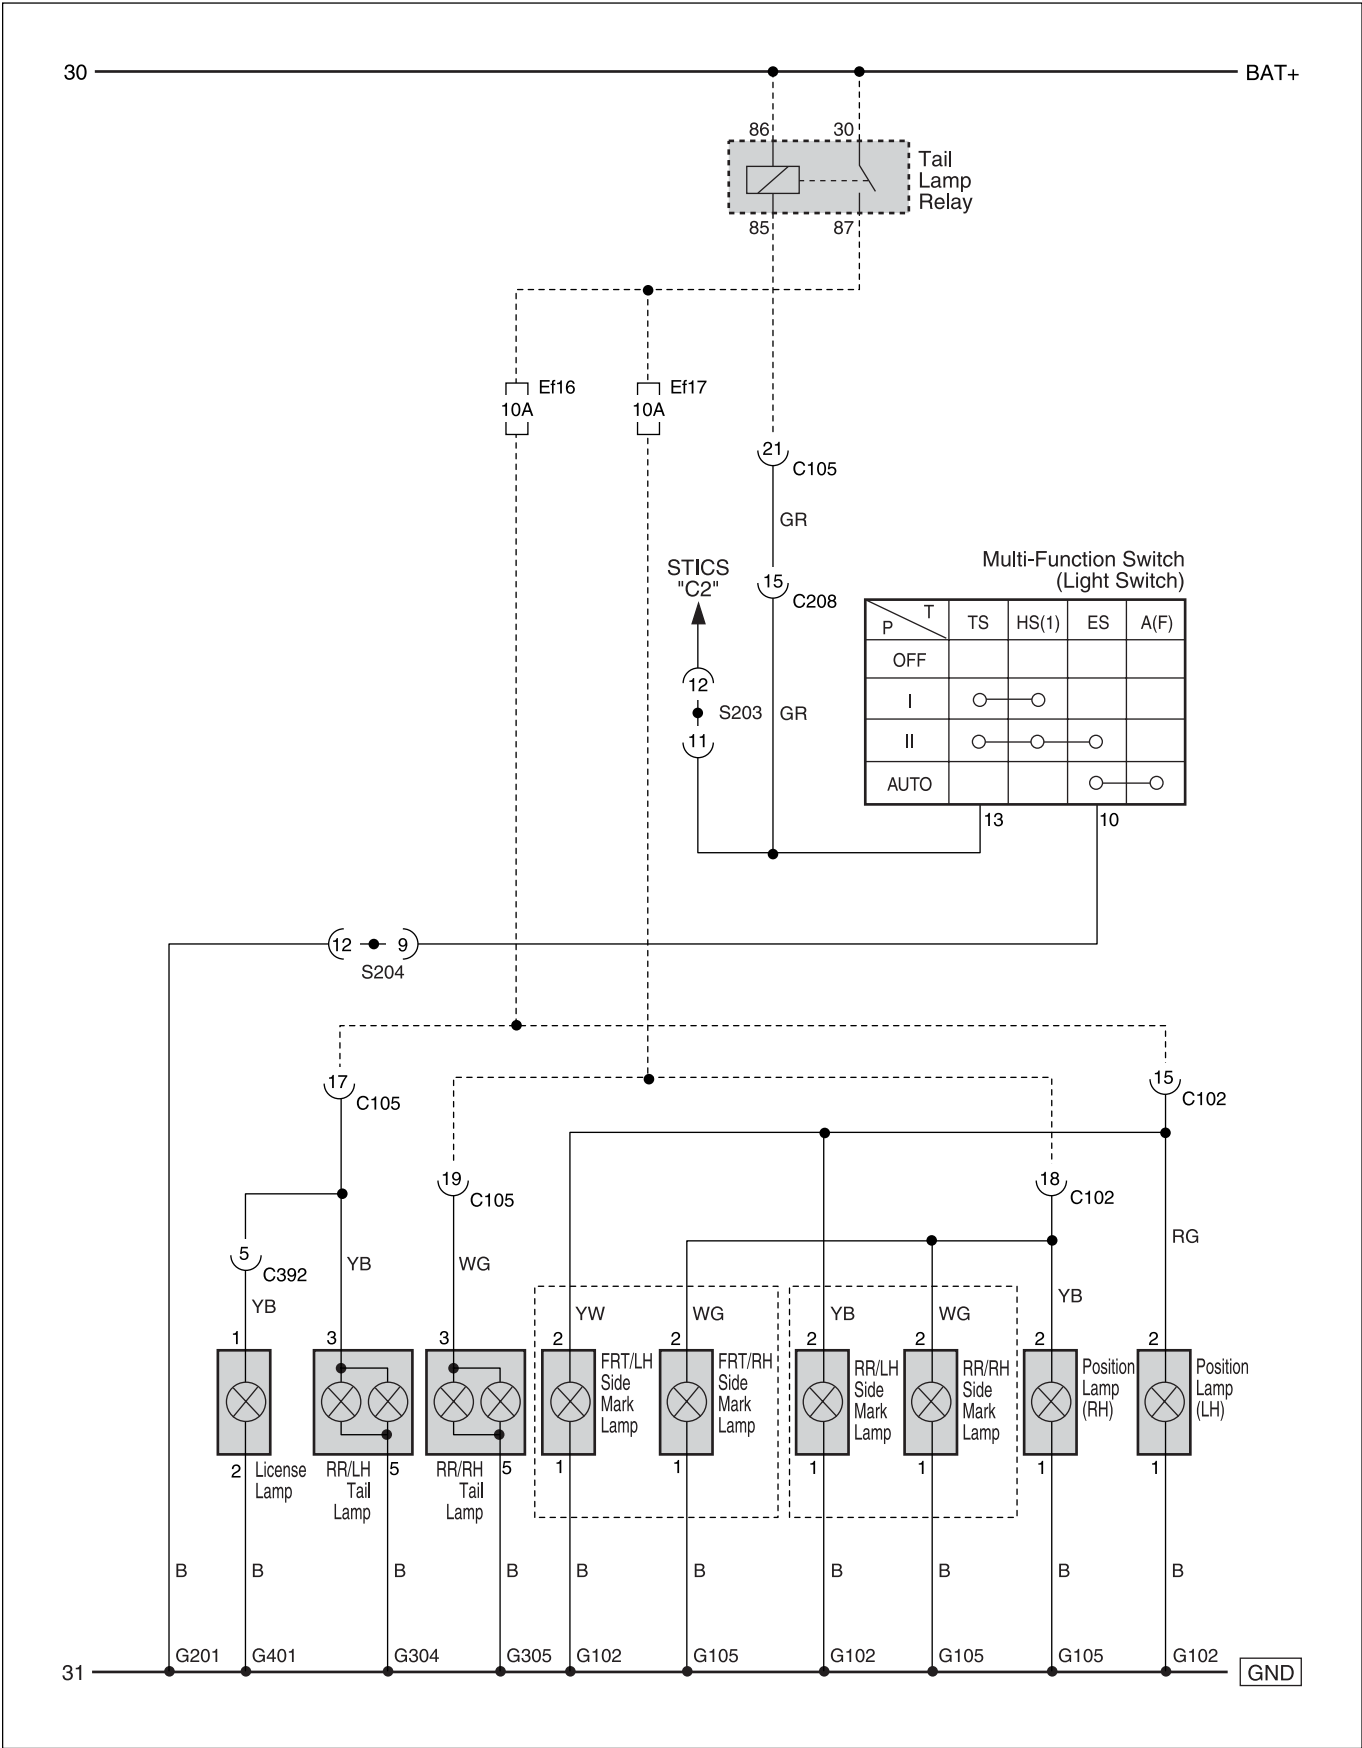 30 BAT+
86 30
Tail
Lamp
Relay
85 87
Ef16 Ef17
10A 10A
21
C105
GR
Multi-Function Switch
(Light Switch)
STICS
"C2"
15
C208
P T TS HS(1) ES A(F)
OFF
I
II
AUTO
12
S203 GR
11
13 10
12 9
S204
17
C105
15
C102
19
C105
18
C102
5
C392
YB YB WG YW WG YB WG YB RG
1 3 3 2 2 2 2 2 2
FRT/LH
Side
Mark
Lamp
FRT/RH
Side
Mark
Lamp
RR/LH
Side
Mark
Lamp
RR/RH
Side
Mark
Lamp
Position
Lamp
(RH)
Position
Lamp
(LH)
2 5 5 1 1 1 1 1 1
License
Lamp
RR/LH
Tail
Lamp
RR/RH
Tail
Lamp
B B B B B B B B B B
31 G201 G401 G304 G305 G102 G105 G102 G105 G105 G102 GND